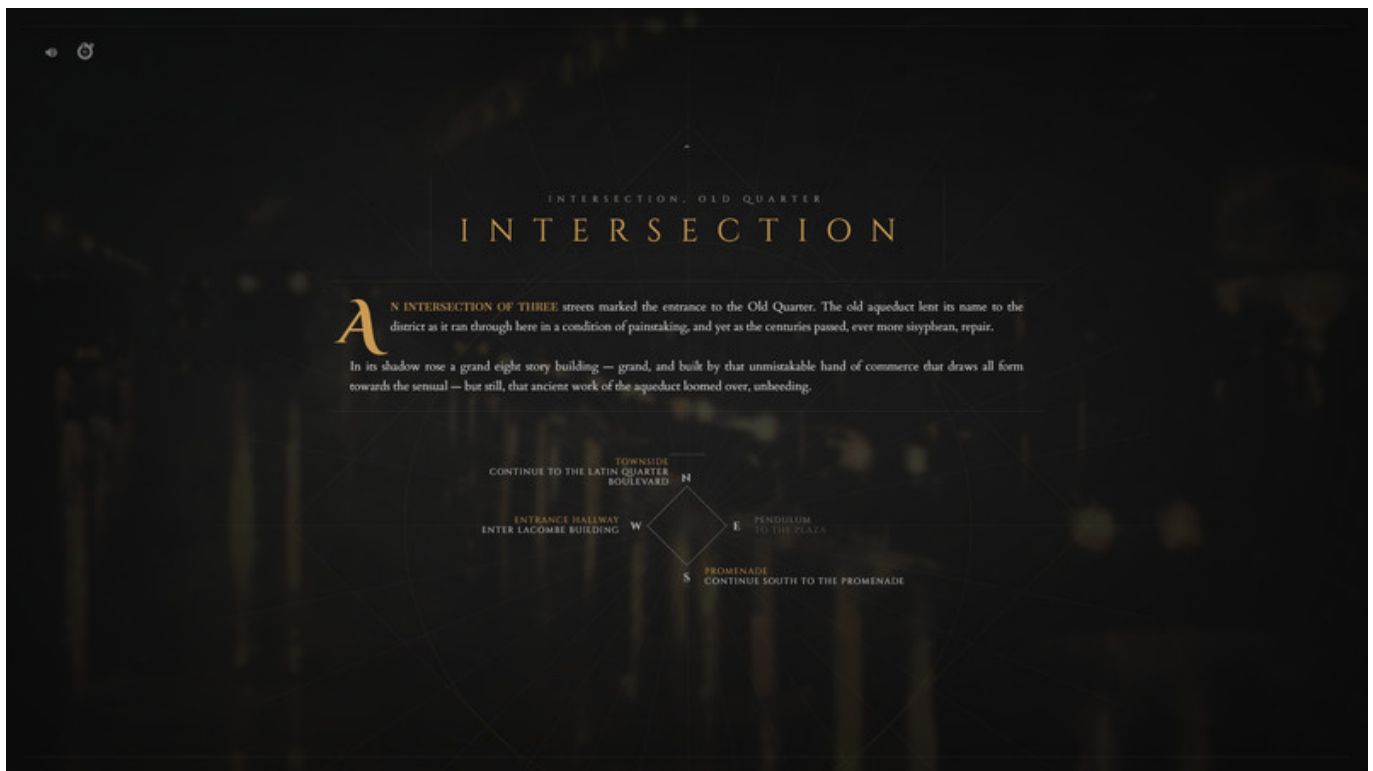 INTERSECTION, OLD QUARTER
INTERSECTION
AN INTERSECTION OF THREE streets marked the entrance to the Old Quarter. The old aqueduct lent its name to the
district as it ran through here in a condition of painstaking, and yet as the centuries passed, ever more sisyphean, repair.
In its shadow rose a grand eight story building — grand, and built by that unmistakable hand of commerce that draws all form
towards the sensual — but still, that ancient work of the aqueduct loomed over, unheeding.
TOWNSIDE
CONTINUE TO THE LATIN QUARTER
BOULEVARD
N
ENTRANCE HALLWAY
ENTER LACOMBE BUILDING
W
E
PENDULUM
TO THE PLAZA
S
PROMENADE
CONTINUE SOUTH TO THE PROMENADE